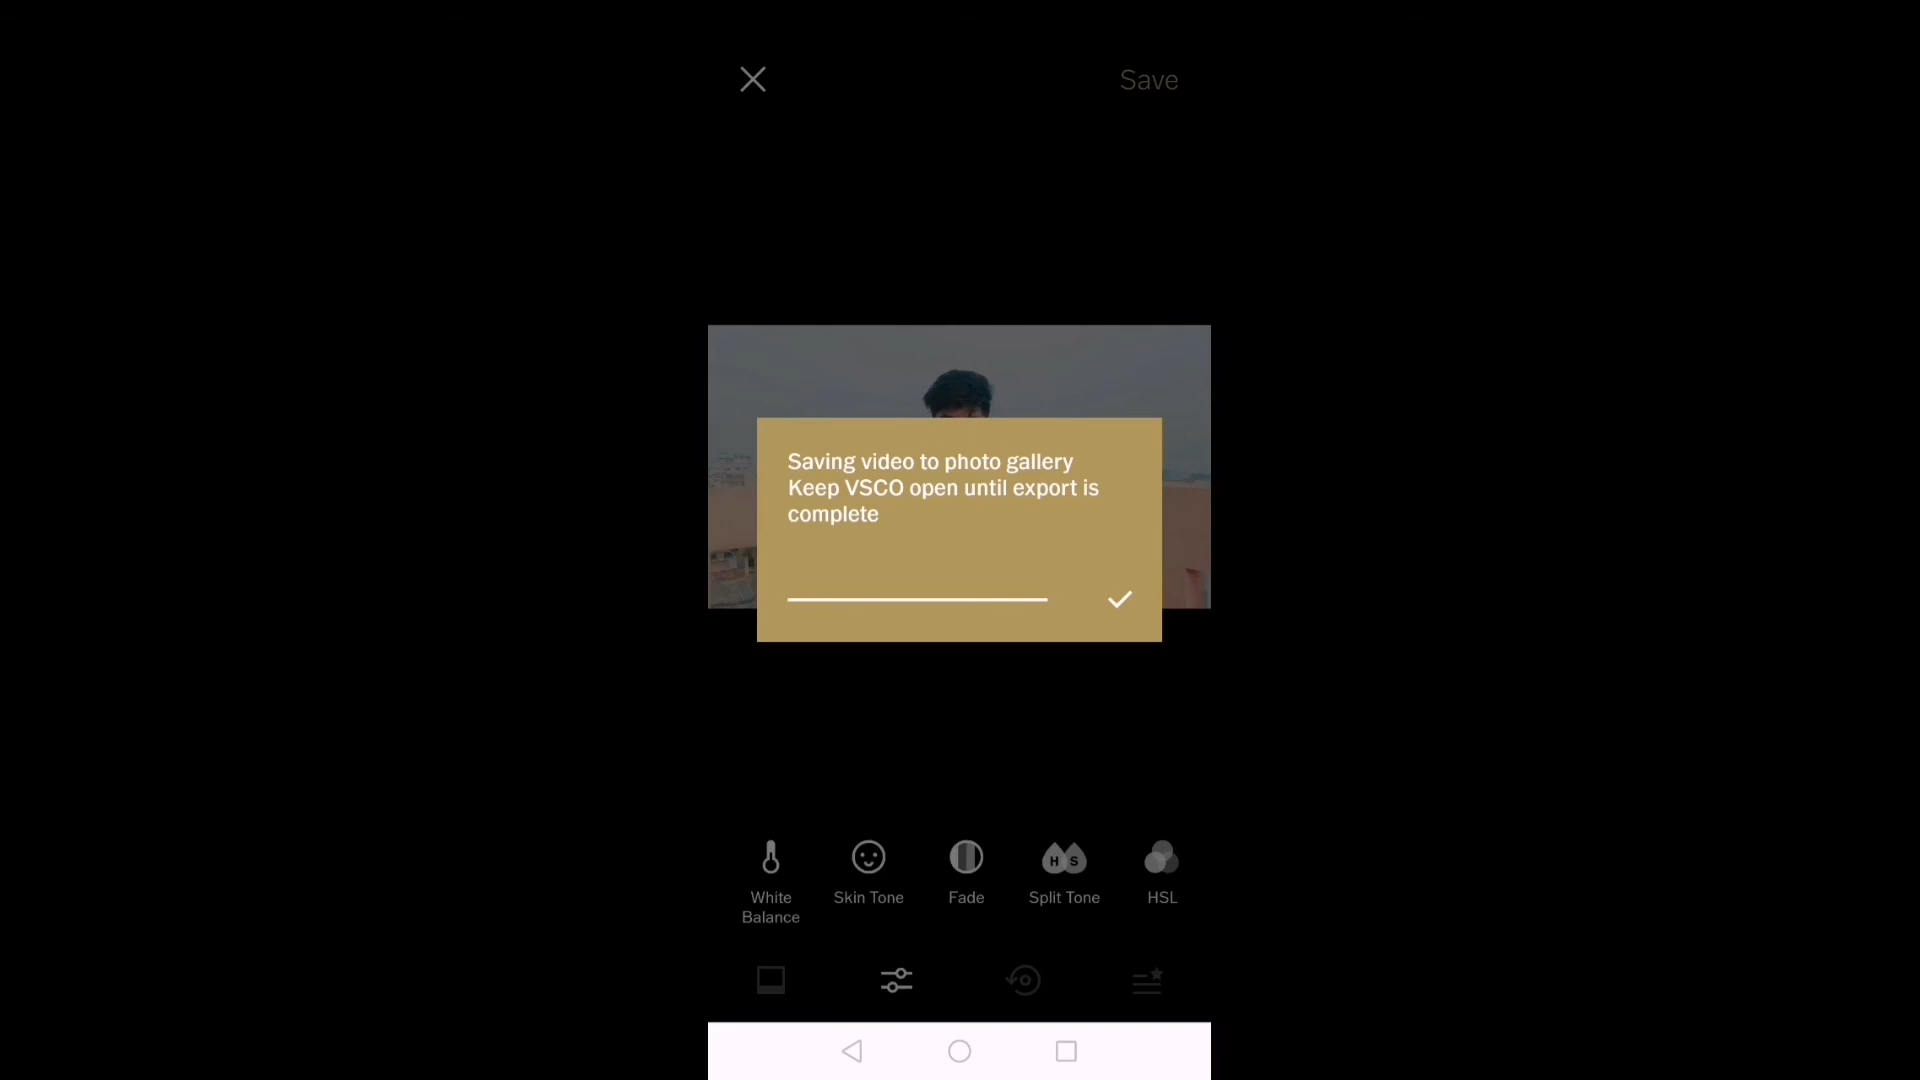 Save
Saving video to photo gallery
Keep VSCO open until export is
complete
White
Balance
Skin Tone
Fade
H S
Split Tone
HSL